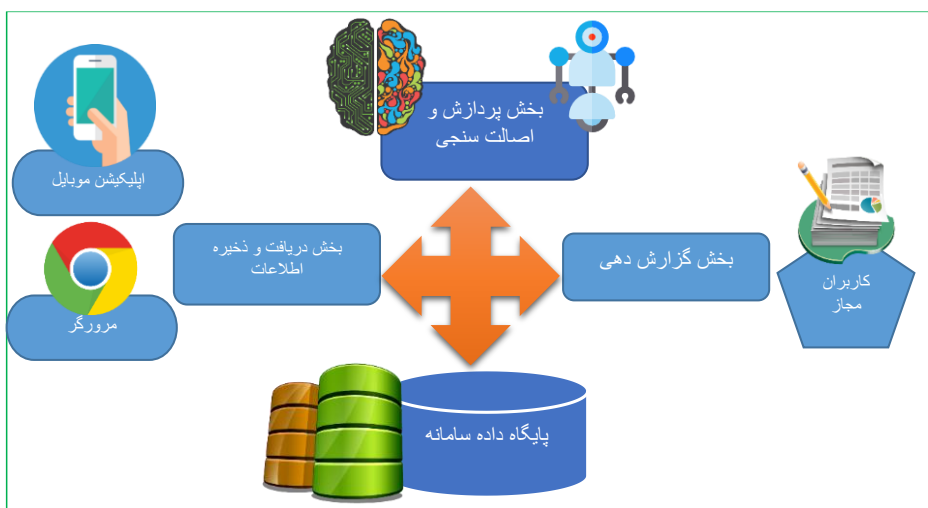 بخش پردازش و
اصالت سنجی
اپلیکیشن موبایل
بخش دریافت و ذخیره
اطلاعات
بخش گزارش دهی
کاربران
مجاز
مرورگر
پایگاه داده سامانه